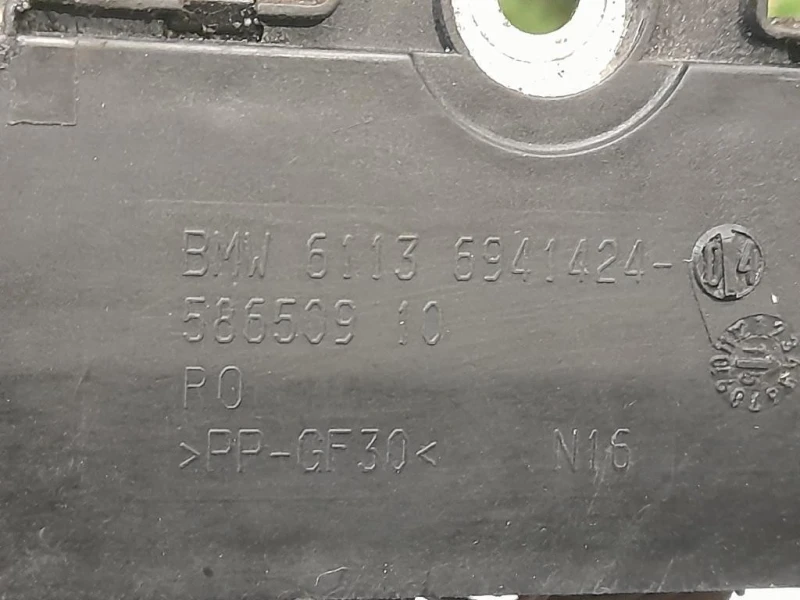 BMW 6113 6941424-04
586509 10
PO
>PP-GF30< N16